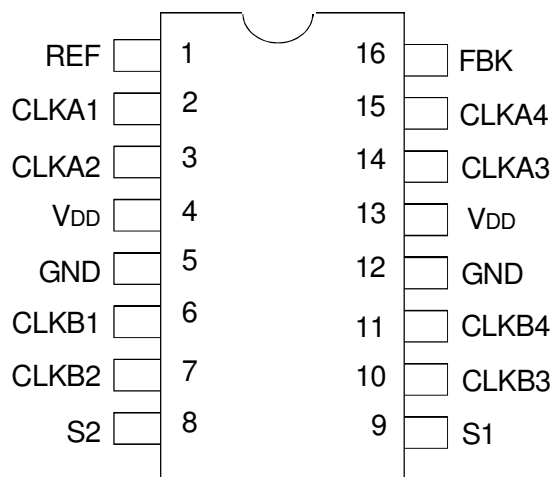 REF 1 16 FBK
CLKA1 2 15 CLKA4
CLKA2 3 14 CLKA3
VDD 4 13 VDD
GND 5 12 GND
CLKB1 6 11 CLKB4
CLKB2 7 10 CLKB3
S2 8 9 S1